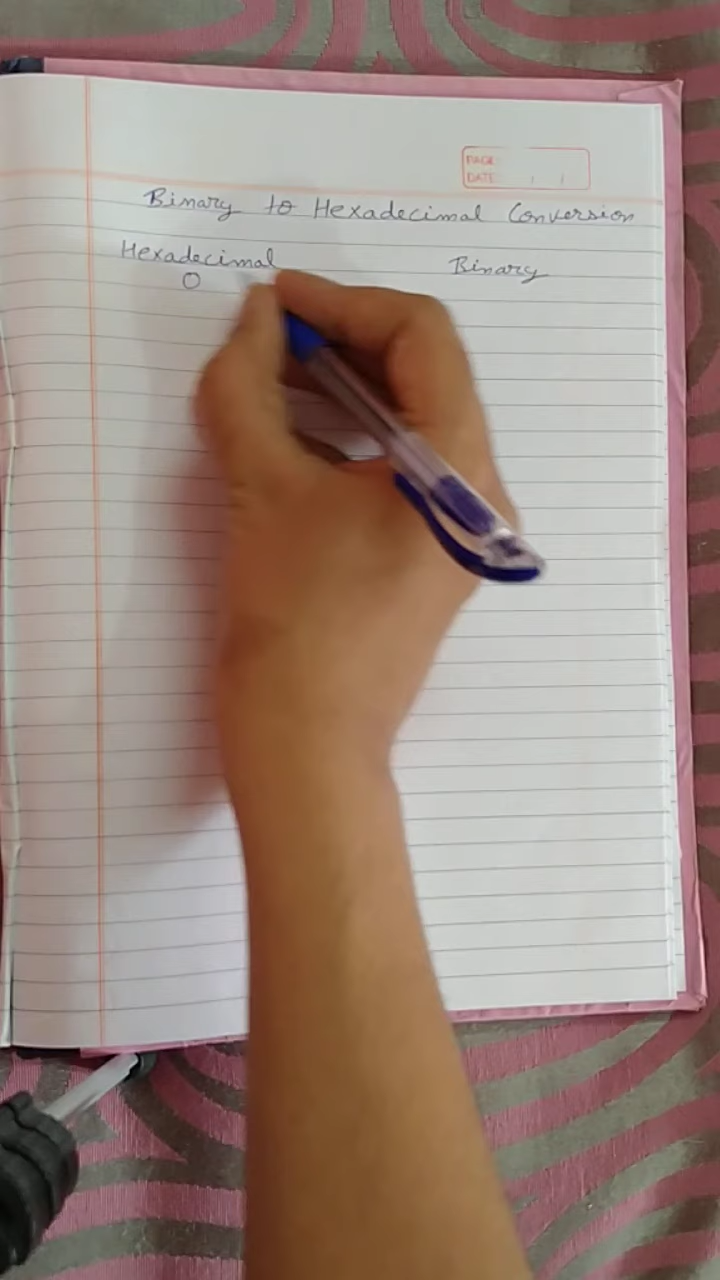 PAGE:
DATE: / /
Binary to Hexadecimal Conversion
Hexadecimal Binary
0